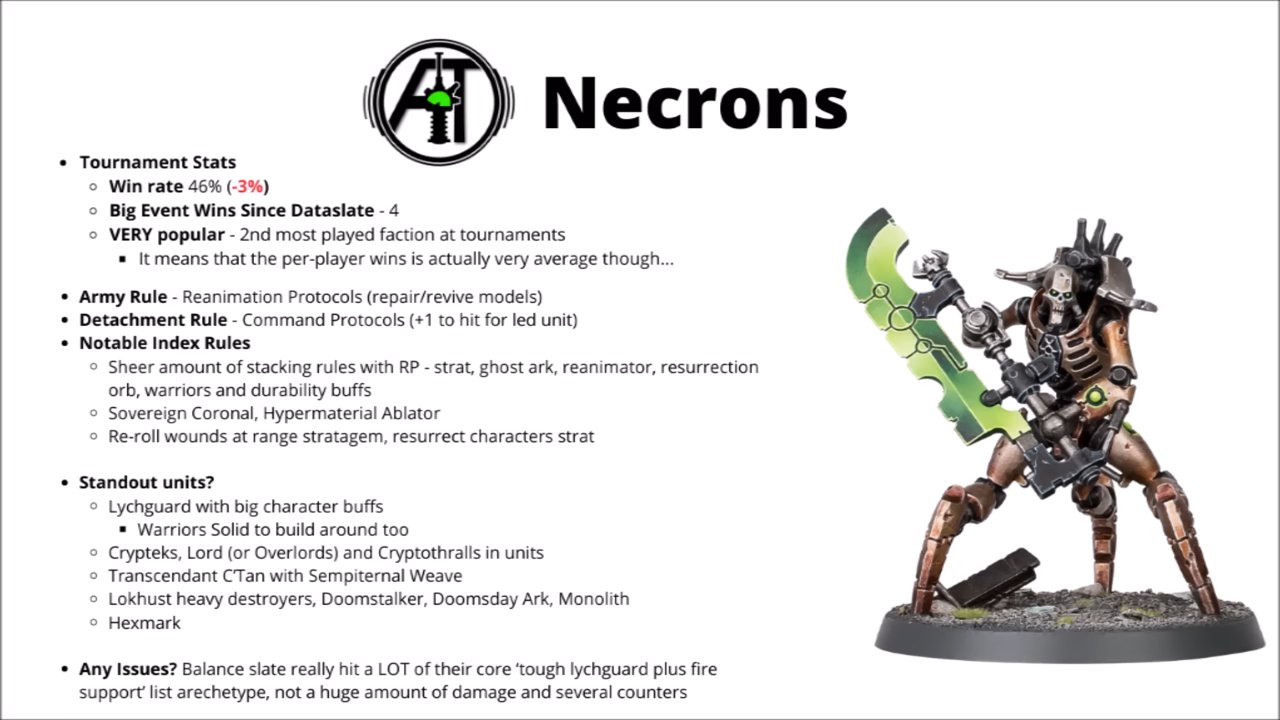 AT
Necrons
Tournament Stats
Win rate 46% (-3%)
Big Event Wins Since Dataslate - 4
VERY popular - 2nd most played faction at tournaments
It means that the per-player wins is actually very average though...
Army Rule - Reanimation Protocols (repair/revive models)
Detachment Rule - Command Protocols (+1 to hit for led unit)
Notable Index Rules
Sheer amount of stacking rules with RP - strat, ghost ark, reanimator, resurrection
orb, warriors and durability buffs
Sovereign Coronal, Hypermaterial Ablator
Re-roll wounds at range stratagem, resurrect characters strat
Standout units?
Lychguard with big character buffs
Warriors Solid to build around too
Crypteks, Lord (or Overlords) and Cryptothralls in units
Transcendant C'Tan with Sempiternal Weave
Lokhust heavy destroyers, Doomstalker, Doomsday Ark, Monolith
Hexmark
Any Issues? Balance slate really hit a LOT of their core ‘tough lychguard plus fire
support’ list arechetype, not a huge amount of damage and several counters